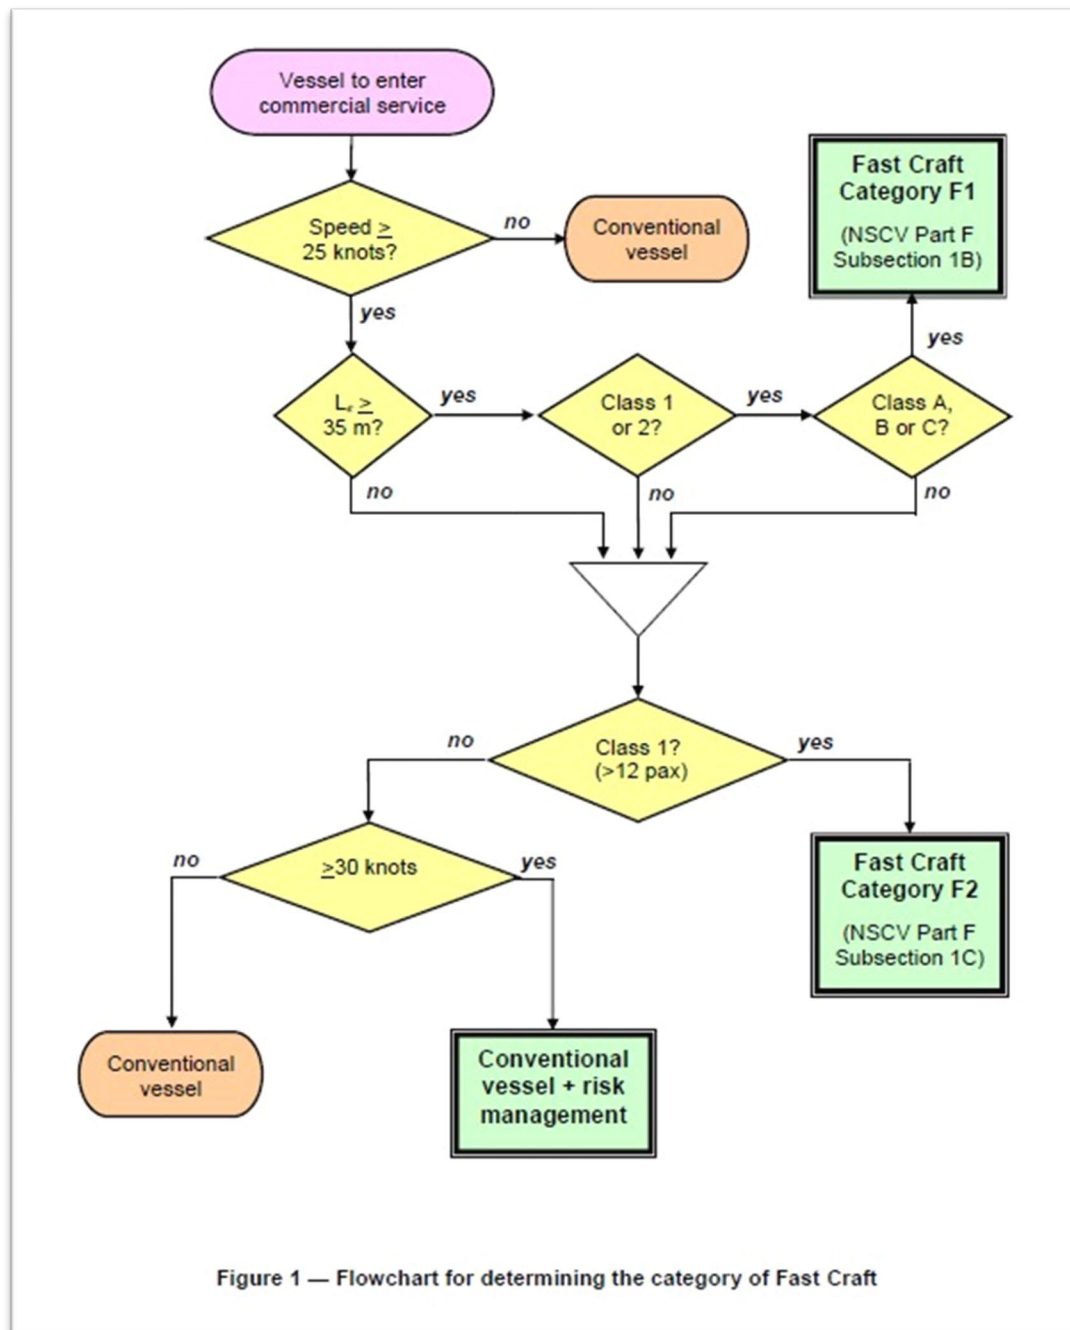 Vessel to enter
commercial service
Speed ≥
25 knots?
no
Conventional
vessel
Fast Craft
Category F1
(NSCV Part F
Subsection 1B)
yes
yes
Lₑ ≥
35 m?
yes
Class 1
or 2?
yes
Class A,
B or C?
no
no
no
Class 1?
(>12 pax)
no
yes
≥30 knots
no
yes
Fast Craft
Category F2
(NSCV Part F
Subsection 1C)
Conventional
vessel
Conventional
vessel + risk
management
Figure 1 — Flowchart for determining the category of Fast Craft